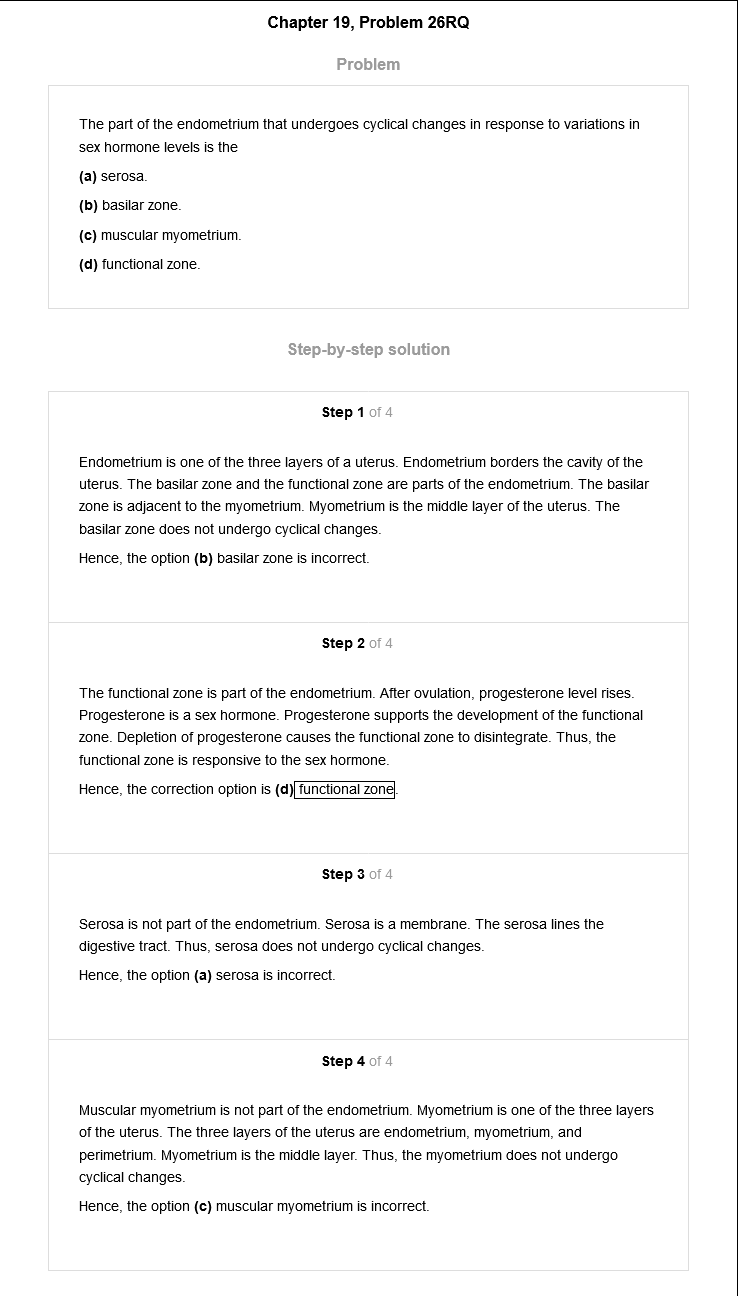 Chapter 19, Problem 26RQ
Problem
The part of the endometrium that undergoes cyclical changes in response to variations in
sex hormone levels is the
(a) serosa.
(b) basilar zone.
(c) muscular myometrium.
(d) functional zone.
Step-by-step solution
Step 1 of 4
Endometrium is one of the three layers of a uterus. Endometrium borders the cavity of the
uterus. The basilar zone and the functional zone are parts of the endometrium. The basilar
zone is adjacent to the myometrium. Myometrium is the middle layer of the uterus. The
basilar zone does not undergo cyclical changes.
Hence, the option (b) basilar zone is incorrect.
Step 2 of 4
The functional zone is part of the endometrium. After ovulation, progesterone level rises.
Progesterone is a sex hormone. Progesterone supports the development of the functional
zone. Depletion of progesterone causes the functional zone to disintegrate. Thus, the
functional zone is responsive to the sex hormone.
Hence, the correction option is (d) functional zone.
Step 3 of 4
Serosa is not part of the endometrium. Serosa is a membrane. The serosa lines the
digestive tract. Thus, serosa does not undergo cyclical changes.
Hence, the option (a) serosa is incorrect.
Step 4 of 4
Muscular myometrium is not part of the endometrium. Myometrium is one of the three layers
of the uterus. The three layers of the uterus are endometrium, myometrium, and
perimetrium. Myometrium is the middle layer. Thus, the myometrium does not undergo
cyclical changes.
Hence, the option (c) muscular myometrium is incorrect.